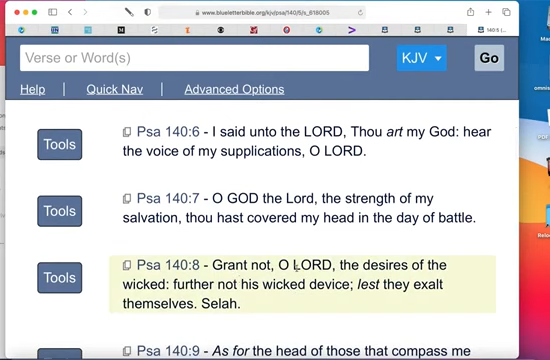 www.blueletterbible.org/kjv/psa/140/5/s_618005
140:5 (
Verse or Word(s)
KJV
Go
Help | Quick Nav | Advanced Options
Tools
Psa 140:6 - I said unto the LORD, Thou art my God: hear
the voice of my supplications, O LORD.
Tools
Psa 140:7 - O GOD the Lord, the strength of my
salvation, thou hast covered my head in the day of battle.
Tools
Psa 140:8 - Grant not, O LORD, the desires of the
wicked: further not his wicked device; lest they exalt
themselves. Selah.
Tools
Psa 140:9 - As for the head of those that compass me